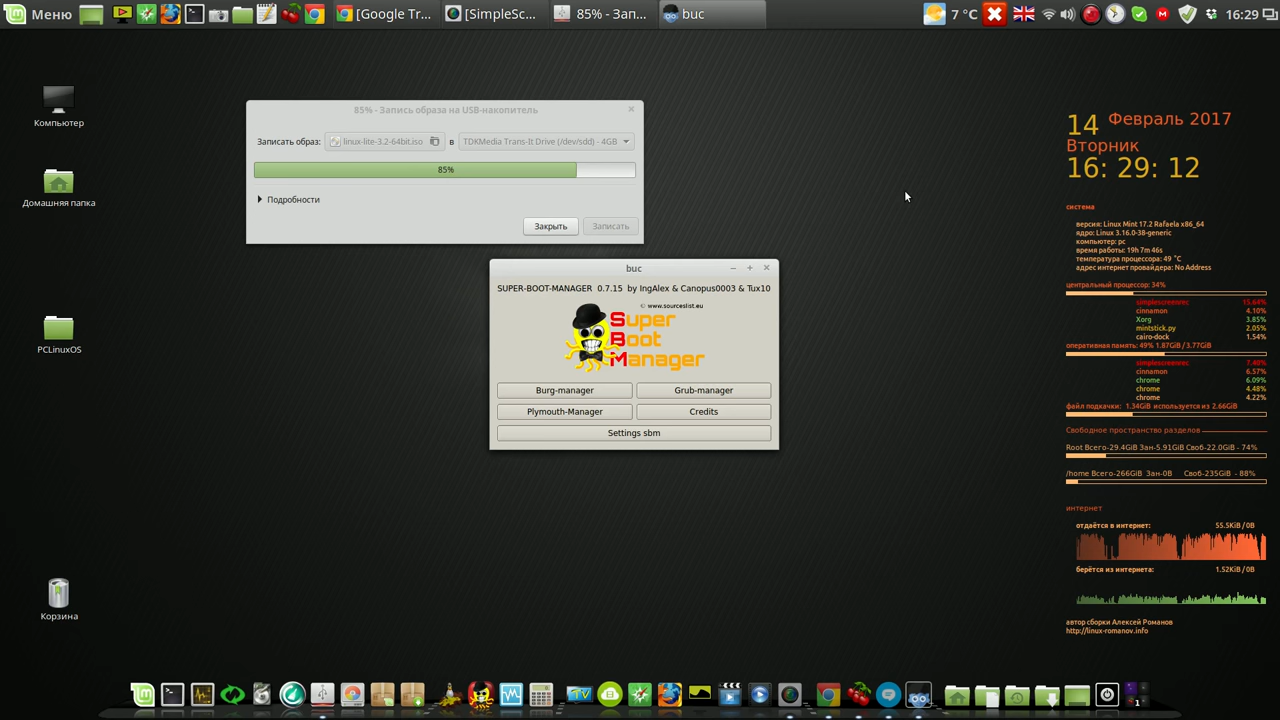 Меню
[Google Tr...
[SimpleSc...
85% - Зап...
buc
7 °C
16:29
Компьютер
Домашняя папка
PCLinuxOS
Корзина
85% - Запись образа на USB-накопитель
Записать образ: linux-lite-3.2-64bit.iso в TDKMedia Trans-It Drive (/dev/sdd) - 4GB
85%
Подробности
Закрыть
Записать
buc
SUPER-BOOT-MANAGER 0.7.15 by IngAlex & Canopus0003 & Tux10
© www.sourceslist.eu
Super
Boot
Manager
Burg-manager
Grub-manager
Plymouth-Manager
Credits
Settings sbm
14 Февраль 2017
Вторник
16: 29: 12
система
версия: Linux Mint 17.2 Rafaela x86_64
ядро: Linux 3.16.0-38-generic
компьютер: pc
время работы: 19h 7m 46s
температура процессора: 49 °C
адрес интернет провайдера: No Address
центральный процессор: 34%
simplescreenrec 15.64%
cinnamon 4.10%
Xorg 3.85%
mintstick.py 2.05%
cairo-dock 1.54%
оперативная память: 49% 1.87GiB / 3.77GiB
simplescreenrec 7.40%
cinnamon 6.57%
chrome 6.09%
chrome 4.48%
chrome 4.22%
файл подкачки: 1.34GiB используется из 2.66GiB
Свободное пространство разделов
Root Всего-29.4GiB Зан-5.91GiB Своб-22.0GiB - 74%
/home Всего-266GiB Зан-0B Своб-235GiB - 88%
интернет
отдаётся в интернет: 55.5KiB / 0B
берётся из интернета: 1.52KiB / 0B
автор сборки Алексей Романов
http://linux-romanov.info
TV
1